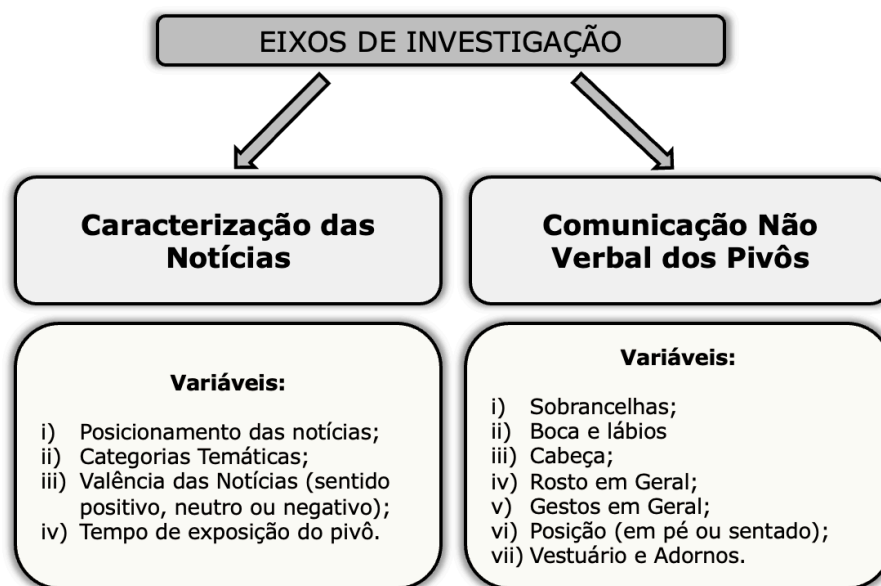 EIXOS DE INVESTIGAÇÃO
Caracterização das
Notícias
Variáveis:
i) Posicionamento das notícias;
ii) Categorias Temáticas;
iii) Valência das Notícias (sentido
positivo, neutro ou negativo);
iv) Tempo de exposição do pivô.
Comunicação Não
Verbal dos Pivôs
Variáveis:
i) Sobrancelhas;
ii) Boca e lábios
iii) Cabeça;
iv) Rosto em Geral;
v) Gestos em Geral;
vi) Posição (em pé ou sentado);
vii) Vestuário e Adornos.